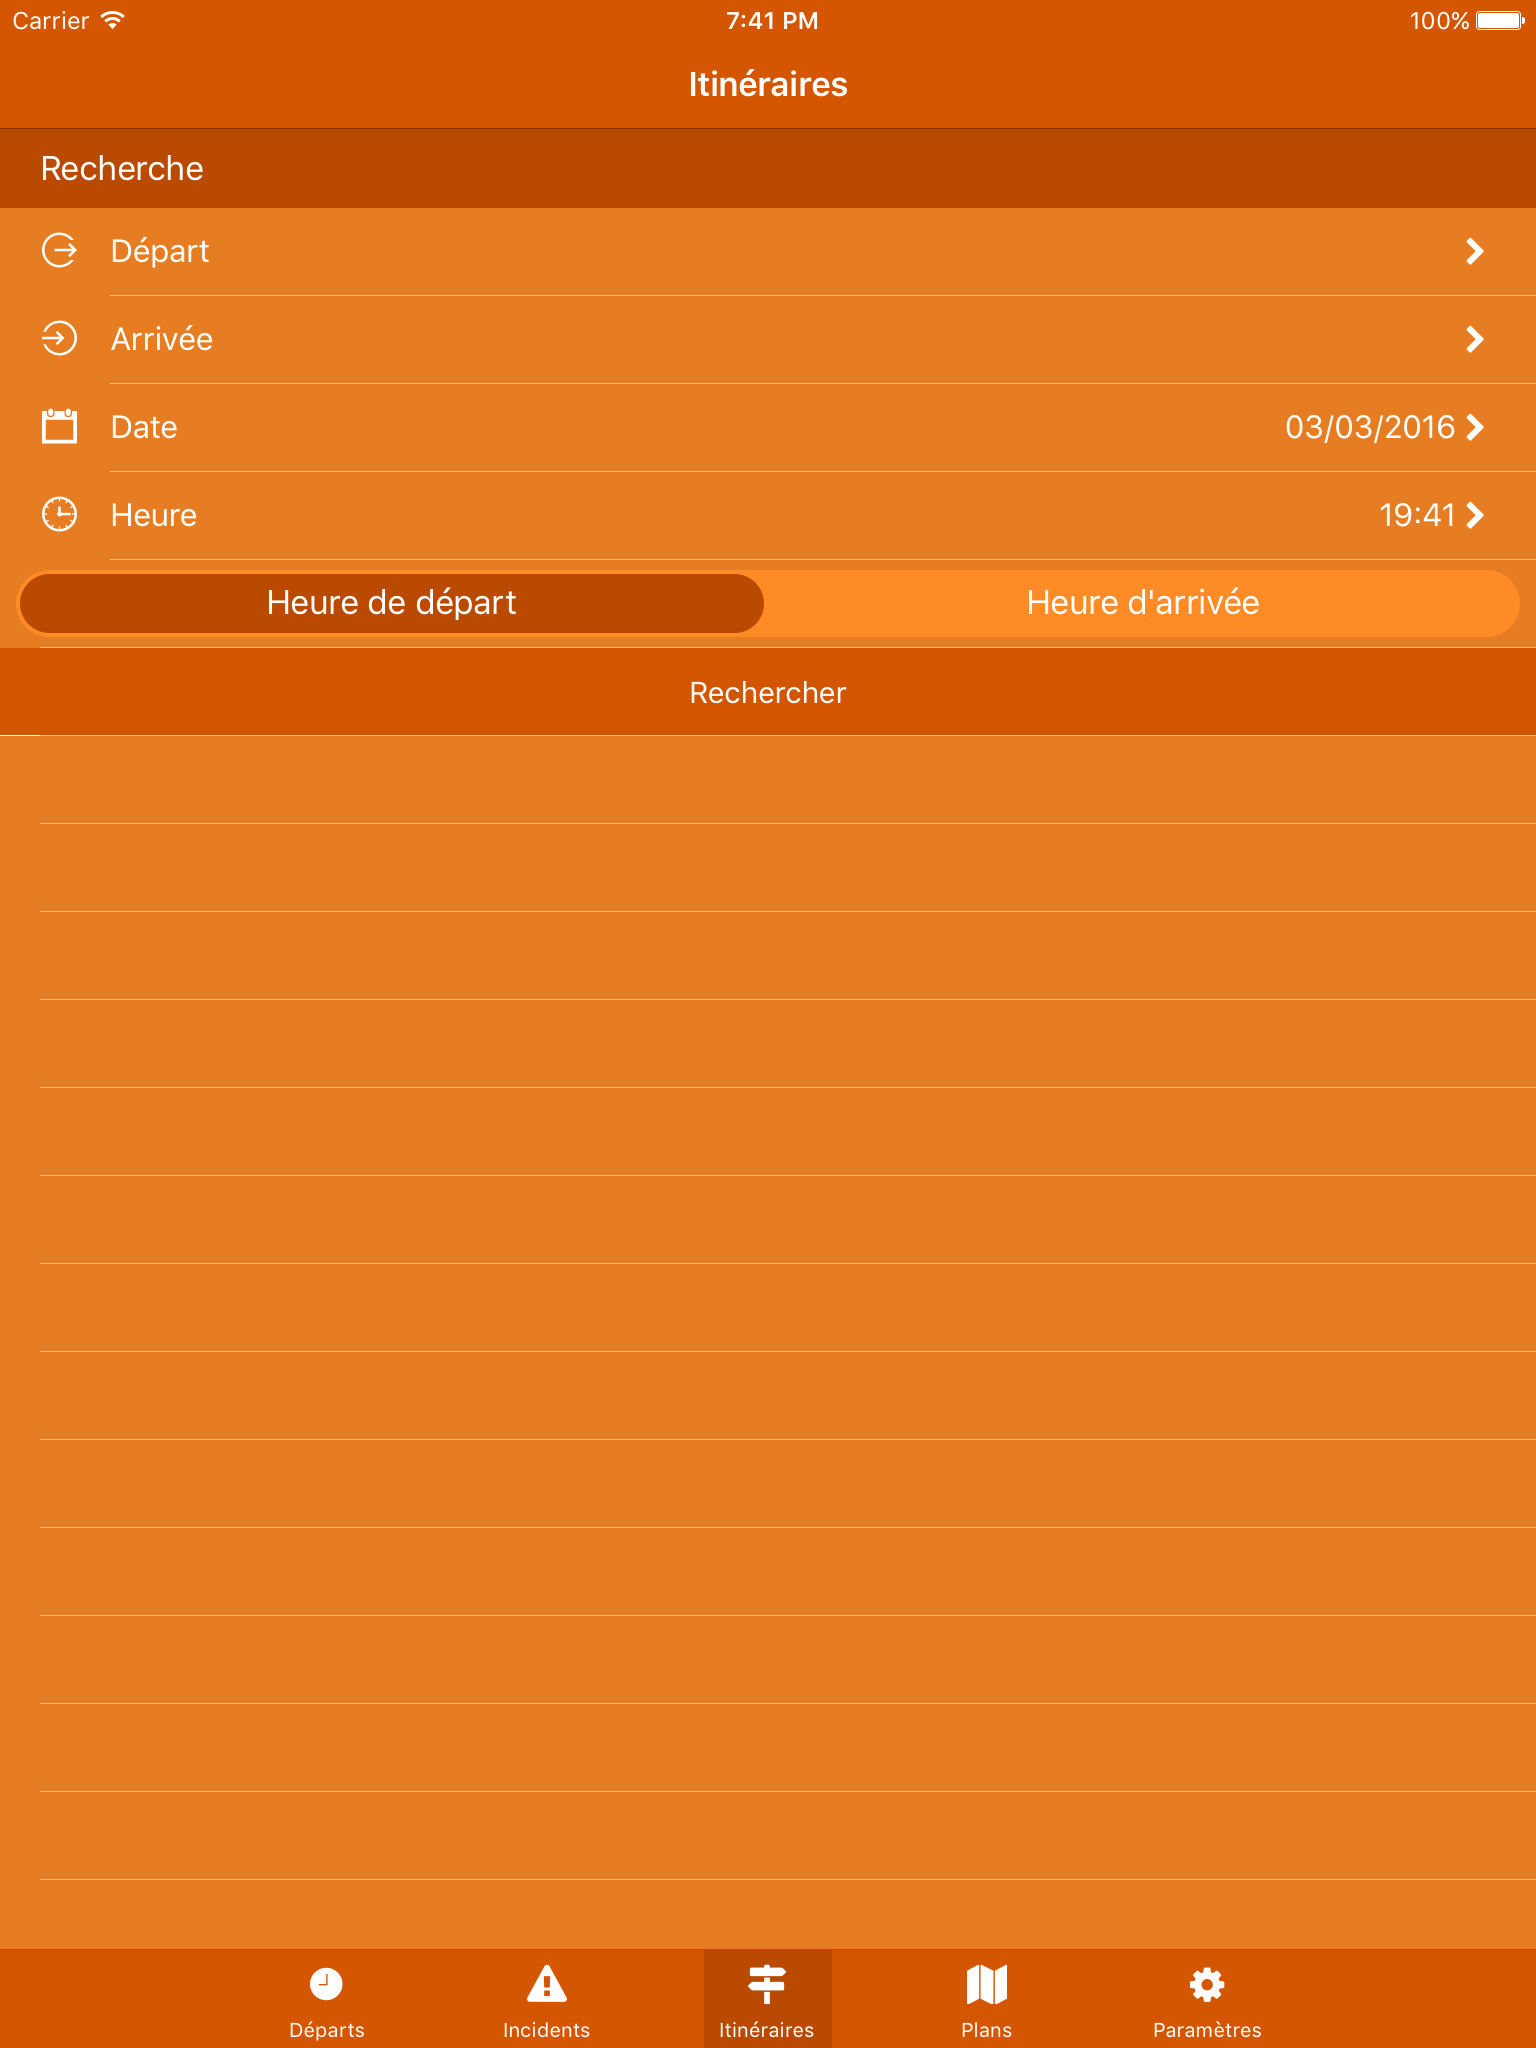 Carrier 7:41 PM 100%
Itinéraires
Recherche
Départ
Arrivée
Date 03/03/2016
Heure 19:41
Heure de départ Heure d'arrivée
Rechercher
Départs Incidents Itinéraires Plans Paramètres